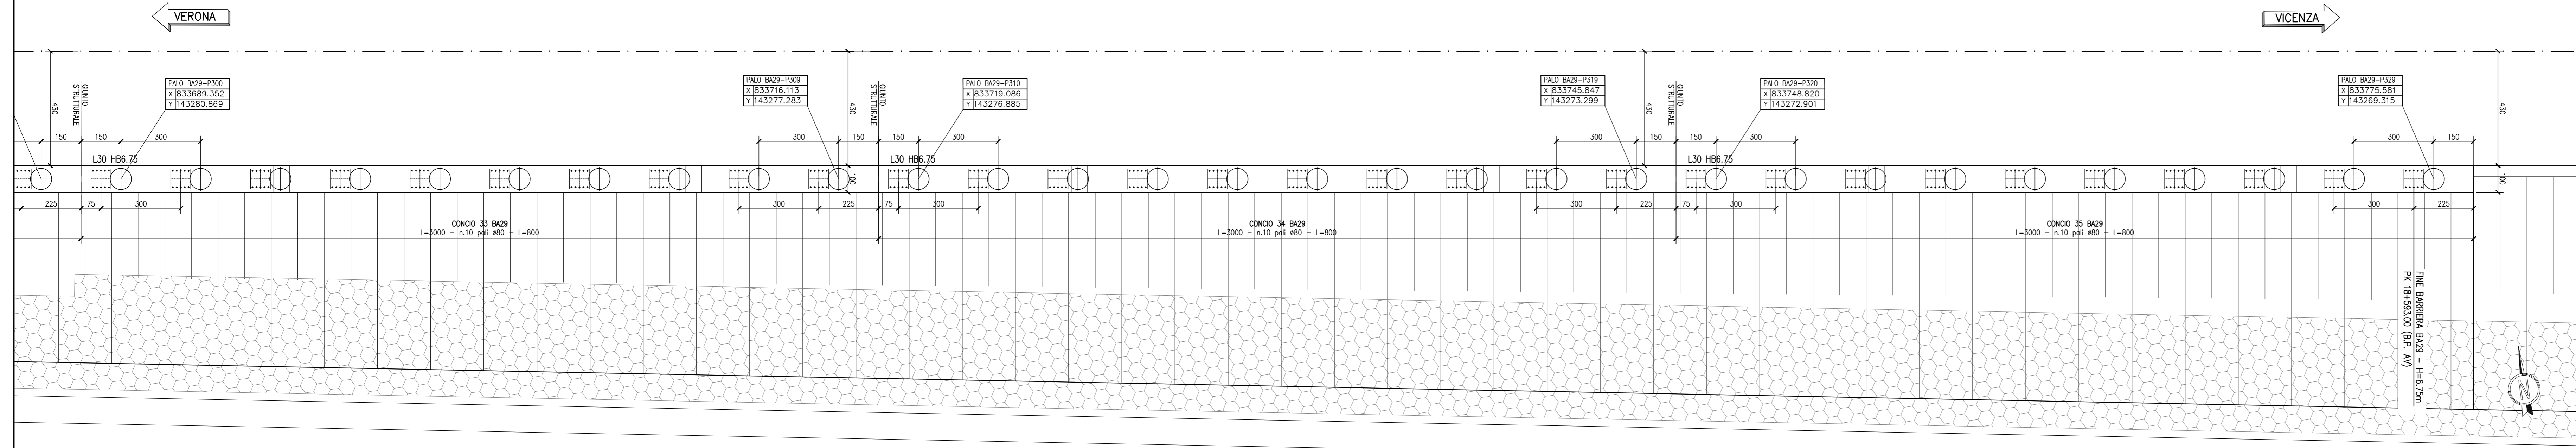 VERONA
VICENZA
430
GIUNTO
STRUTTURALE
PALO BA29-P300
X 833689.352
Y 143280.869
PALO BA29-P309
X 833716.113
Y 143277.283
430
GIUNTO
STRUTTURALE
PALO BA29-P310
X 833719.086
Y 143276.885
PALO BA29-P319
X 833745.847
Y 143273.299
430
GIUNTO
STRUTTURALE
PALO BA29-P320
X 833748.820
Y 143272.901
PALO BA29-P329
X 833775.581
Y 143269.315
430
150
150
300
300
150
150
300
300
150
150
300
300
150
L30 HB6.75
L30 HB6.75
L30 HB6.75
100
100
225
75
300
300
225
75
300
300
225
75
300
300
225
CONCIO 33 BA29
L=3000 - n.10 pali ø80 - L=800
CONCIO 34 BA29
L=3000 - n.10 pali ø80 - L=800
CONCIO 35 BA29
L=3000 - n.10 pali ø80 - L=800
FINE BARRIERA BA29 - H=6.75m
PK 18+593.00 (B.P. AV)
N